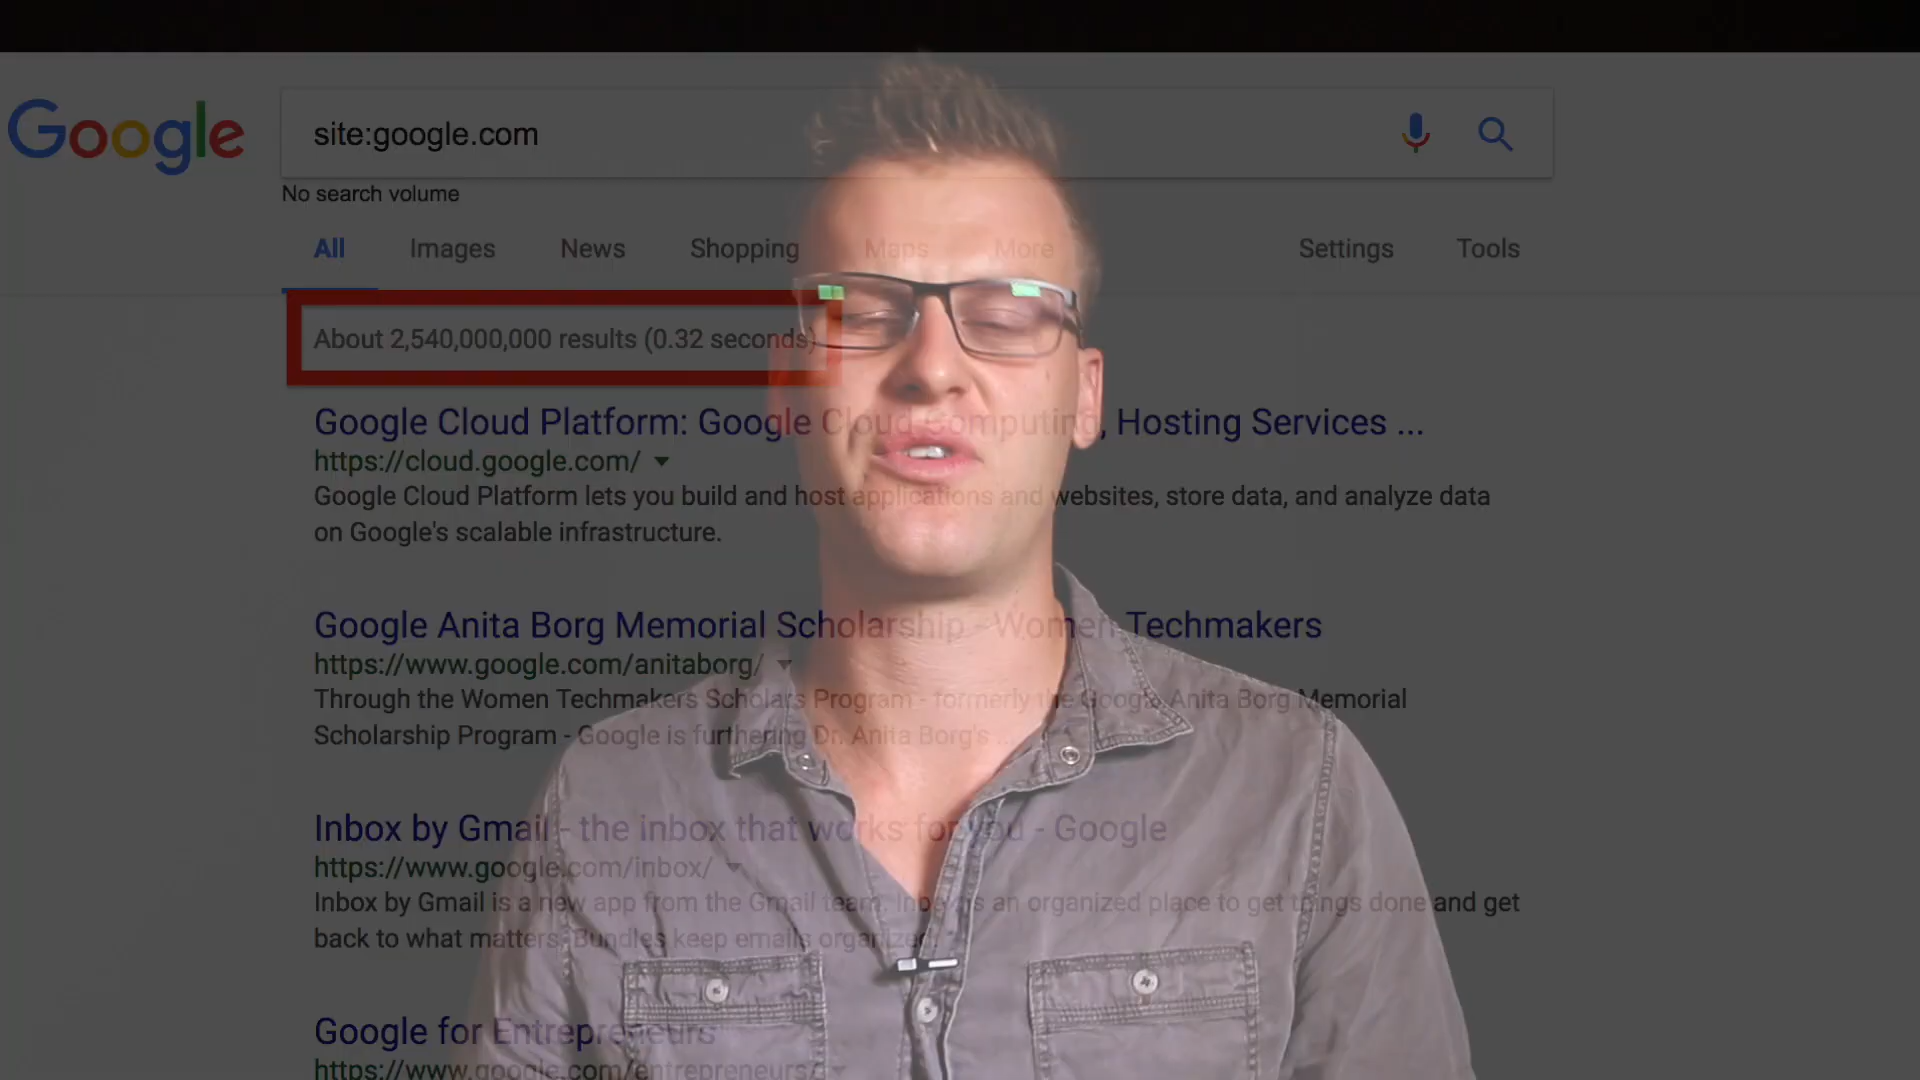 Google
site:google.com
No search volume
All Images News Shopping Maps More Settings Tools
About 2,540,000,000 results (0.32 seconds)
Google Cloud Platform: Google Cloud Computing, Hosting Services ...
https://cloud.google.com/
Google Cloud Platform lets you build and host applications and websites, store data, and analyze data
on Google's scalable infrastructure.
Google Anita Borg Memorial Scholarship - Women Techmakers
https://www.google.com/anitaborg/
Through the Women Techmakers Scholars Program - formerly the Google Anita Borg Memorial
Scholarship Program - Google is furthering Dr. Anita Borg's ...
Inbox by Gmail - the inbox that works for you - Google
https://www.google.com/inbox/
Inbox by Gmail is a new app from the Gmail team. Inbox is an organized place to get things done and get
back to what matters. Bundles keep emails organized.
Google for Entrepreneurs
https://www.google.com/entrepreneurs/